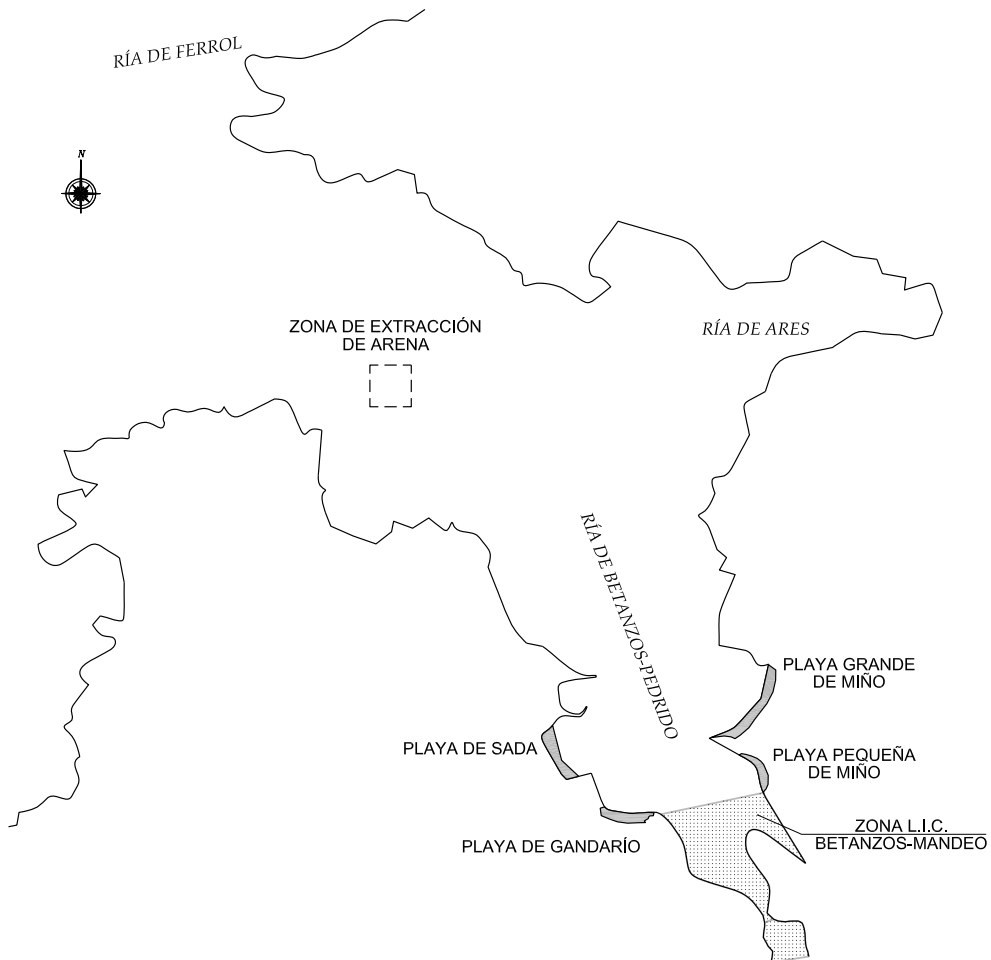 RÍA DE FERROL
N
ZONA DE EXTRACCIÓN
DE ARENA
RÍA DE ARES
RÍA DE BETANZOS-PEDRIDO
PLAYA GRANDE
DE MIÑO
PLAYA DE SADA
PLAYA PEQUEÑA
DE MIÑO
ZONA L.I.C.
BETANZOS-MANDEO
PLAYA DE GANDARÍO